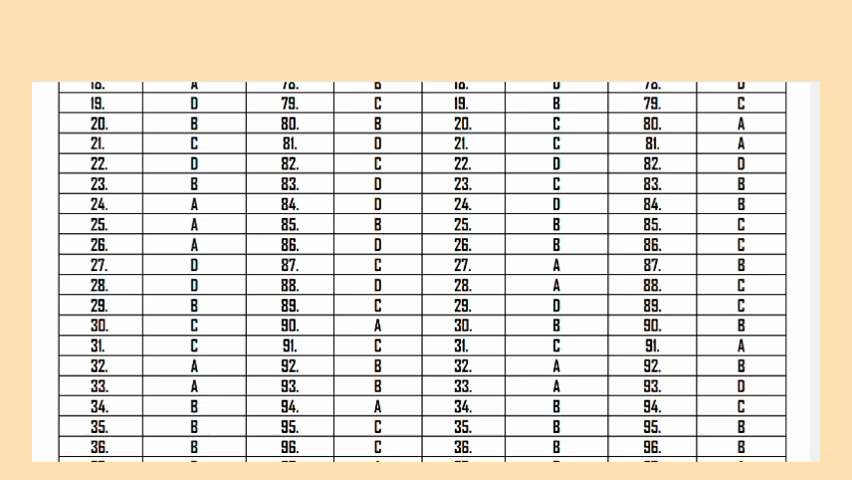 19. D 79. C 19. B 79. C
20. B 80. B 20. C 80. A
21. C 81. D 21. C 81. A
22. D 82. C 22. D 82. D
23. B 83. D 23. C 83. B
24. A 84. D 24. D 84. B
25. A 85. B 25. B 85. C
26. A 86. D 26. B 86. C
27. D 87. C 27. A 87. B
28. D 88. D 28. A 88. C
29. B 89. C 29. D 89. C
30. C 90. A 30. B 90. B
31. C 91. C 31. C 91. A
32. A 92. B 32. A 92. B
33. A 93. B 33. A 93. D
34. B 94. A 34. B 94. C
35. B 95. C 35. B 95. B
36. B 96. C 36. B 96. B